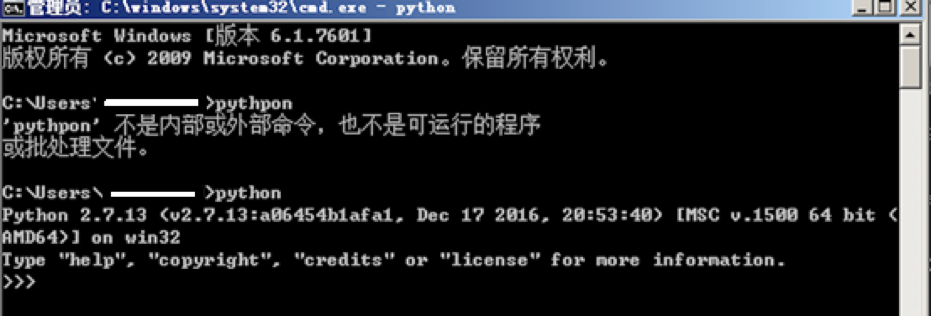 管理员: C:\windows\system32\cmd.exe - python
Microsoft Windows [版本 6.1.7601]
版权所有 (c) 2009 Microsoft Corporation。保留所有权利。
C:\Users' >pythpon
'pythpon' 不是内部或外部命令，也不是可运行的程序
或批处理文件。
C:\Users\ >python
Python 2.7.13 (v2.7.13:a06454b1afa1, Dec 17 2016, 20:53:40) [MSC v.1500 64 bit (
AMD64)] on win32
Type "help", "copyright", "credits" or "license" for more information.
>>>